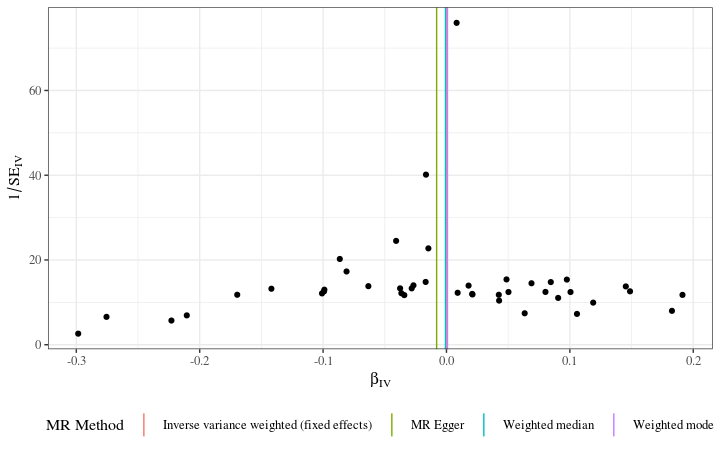 60
40
20
0
1/SE_IV
-0.3
-0.2
-0.1
0.0
0.1
0.2
β_IV
MR Method
Inverse variance weighted (fixed effects)
MR Egger
Weighted median
Weighted mode